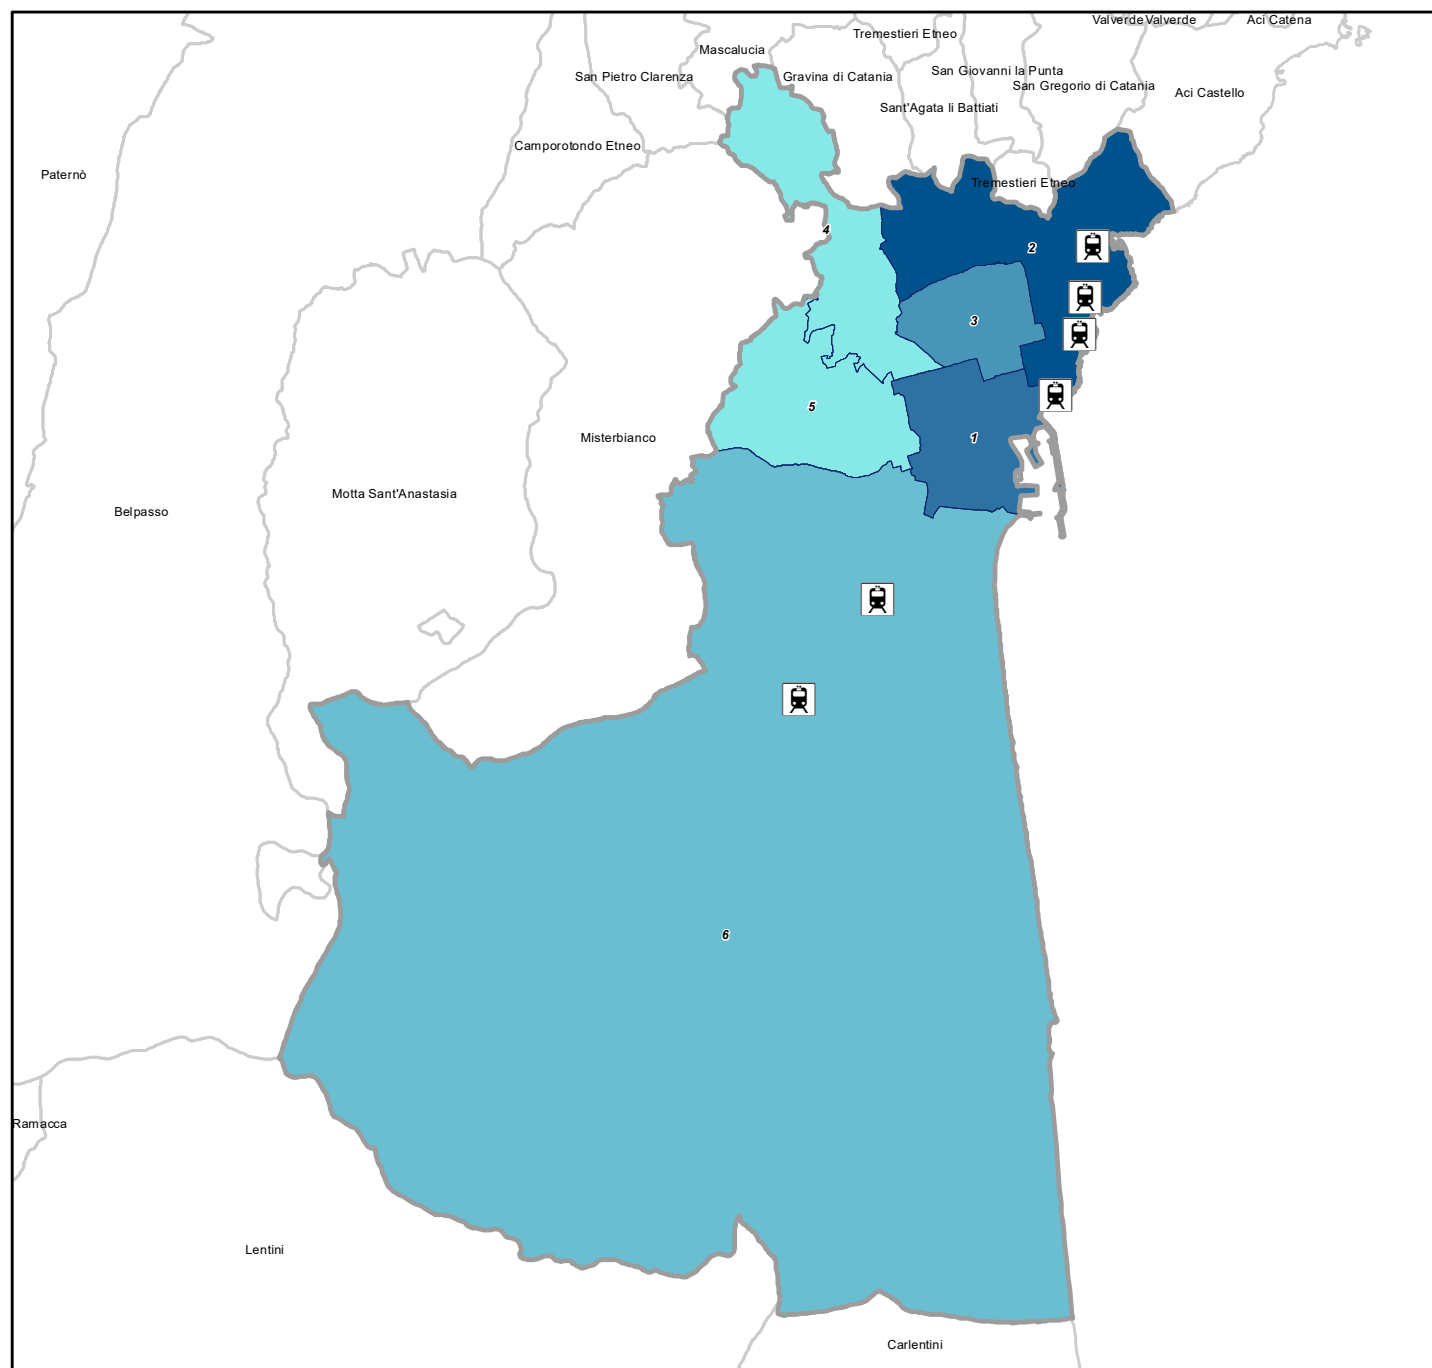 ValverdeValverde
Aci Catena
Tremestieri Etneo
Mascalucia
San Pietro Clarenza
Gravina di Catania
San Giovanni la Punta
San Gregorio di Catania
Aci Castello
Sant'Agata li Battiati
Camporotondo Etneo
Paternò
Tremestieri Etneo
4
2
3
5
1
Misterbianco
Motta Sant'Anastasia
Belpasso
6
Ramacca
Lentini
Carlentini